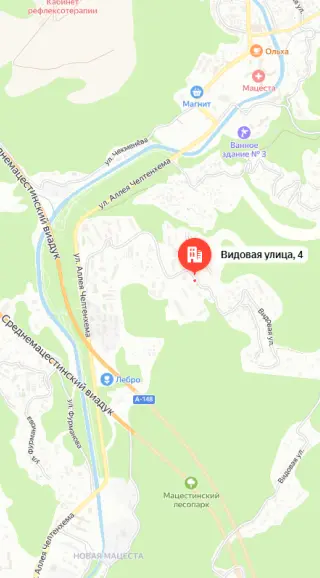 Кабинет
рефлексотерапии
Ольха
Мацеста
Магнит
Ванное
здание № 3
ул. Чекменёва
ул. Аллея Челтенхема
Среднемацестинский виадук
Видовая улица, 4
ул. Аллея Челтенхема
Видовая ул.
Среднемацестинский виадук
Лебро
А-148
ул. Фурманова
ул. Фурманова
Видовая ул.
Мацестинский
лесопарк
Аллея Челтенхема
НОВАЯ МАЦЕСТА